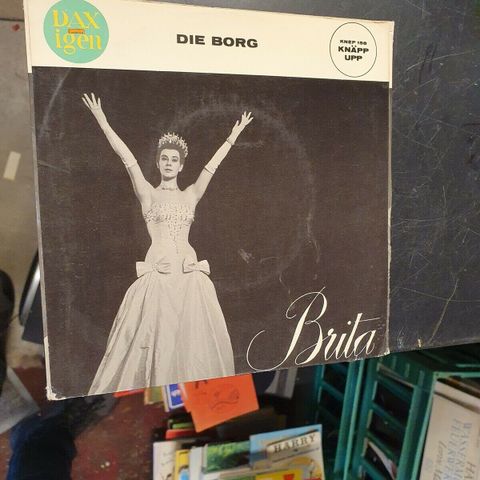 DAX
igen
DIE BORG
KNEP 156
KNÄPP
UPP
Brita
HARRY